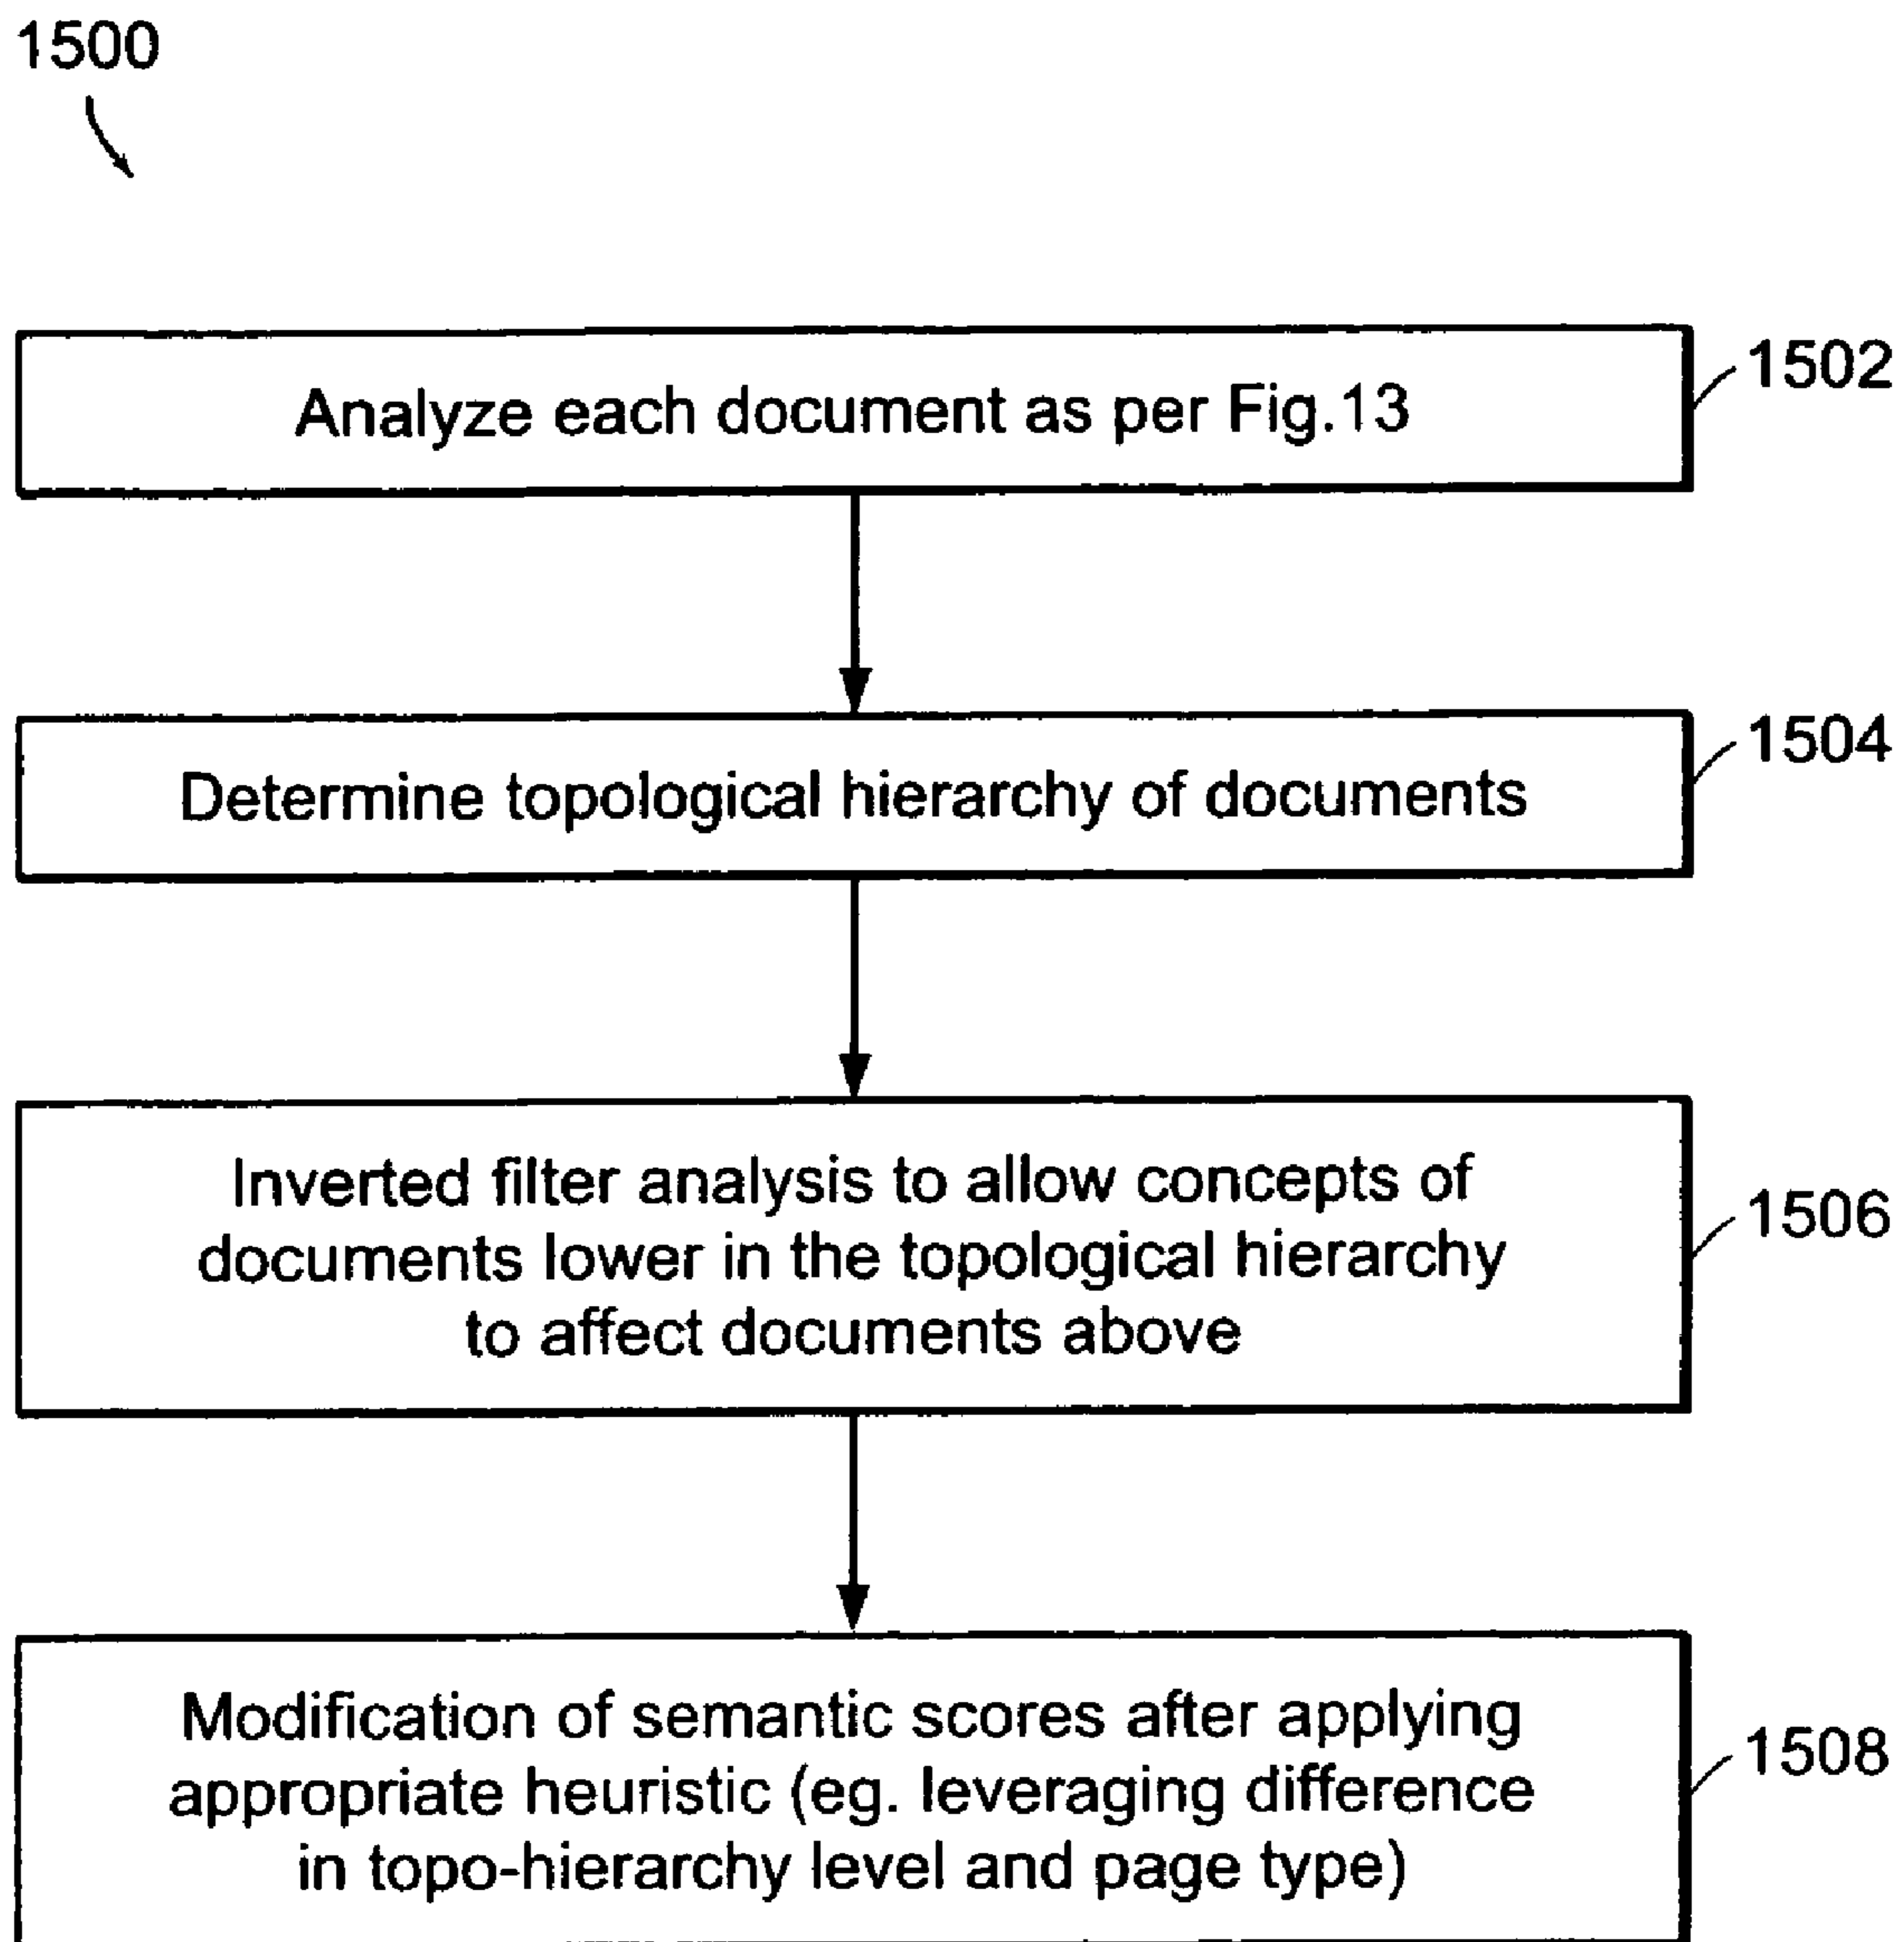 1500
Analyze each document as per Fig.13
1502
Determine topological hierarchy of documents
1504
Inverted filter analysis to allow concepts of
documents lower in the topological hierarchy
to affect documents above
1506
Modification of semantic scores after applying
appropriate heuristic (eg. leveraging difference
in topo-hierarchy level and page type)
1508